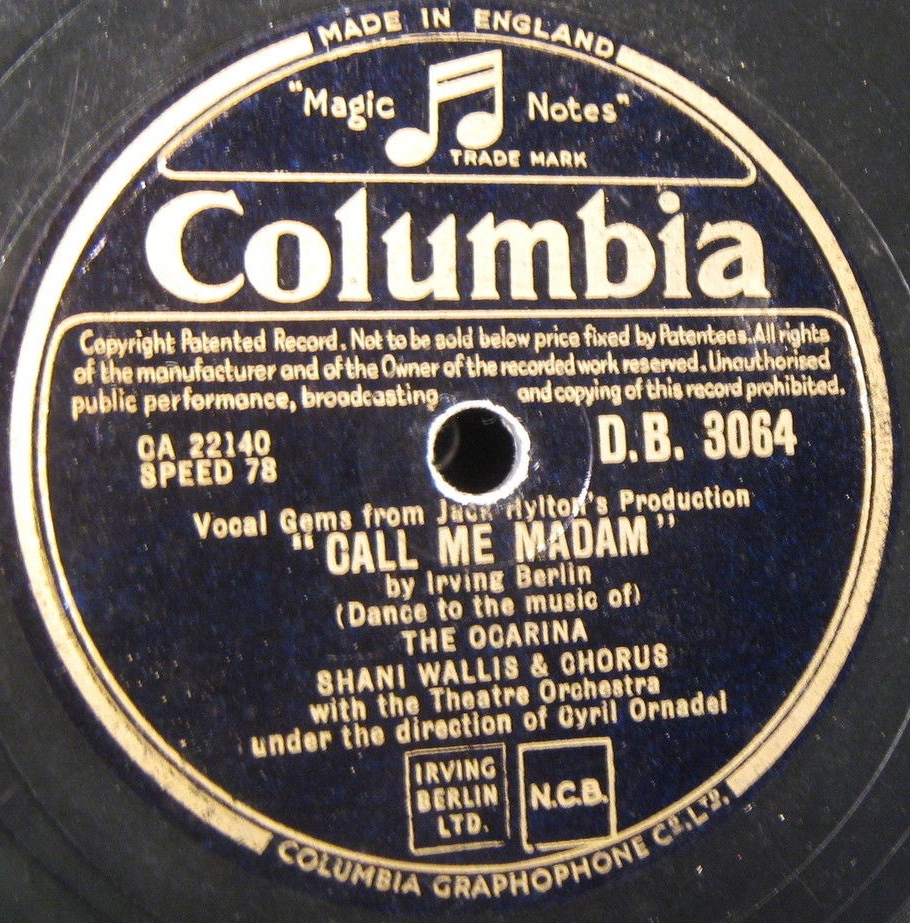 MADE IN ENGLAND
"Magic Notes"
TRADE MARK
Columbia
Copyright Patented Record. Not to be sold below price fixed by Patentees. All rights
of the manufacturer and of the Owner of the recorded work reserved. Unauthorised
public performance, broadcasting and copying of this record prohibited.
CA 22140
SPEED 78
D.B. 3064
Vocal Gems from Jack Hylton's Production
"CALL ME MADAM"
by Irving Berlin
(Dance to the music of)
THE OCARINA
SHANI WALLIS & CHORUS
with the Theatre Orchestra
under the direction of Cyril Ornadel
IRVING
BERLIN
LTD.
N.C.B.
COLUMBIA GRAPHOPHONE Co. LTD.